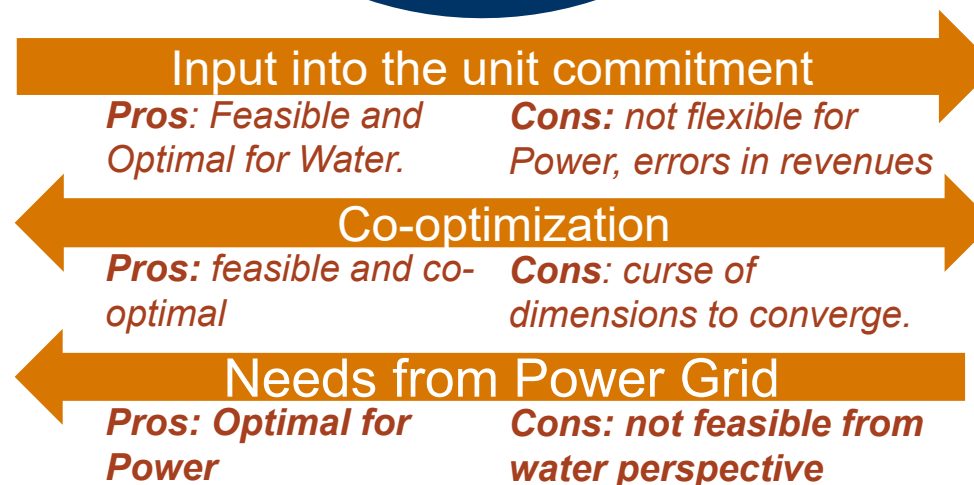 Input into the unit commitment
Pros: Feasible and
Optimal for Water.
Cons: not flexible for
Power, errors in revenues
Co-optimization
Pros: feasible and co-
optimal
Cons: curse of
dimensions to converge.
Needs from Power Grid
Pros: Optimal for
Power
Cons: not feasible from
water perspective